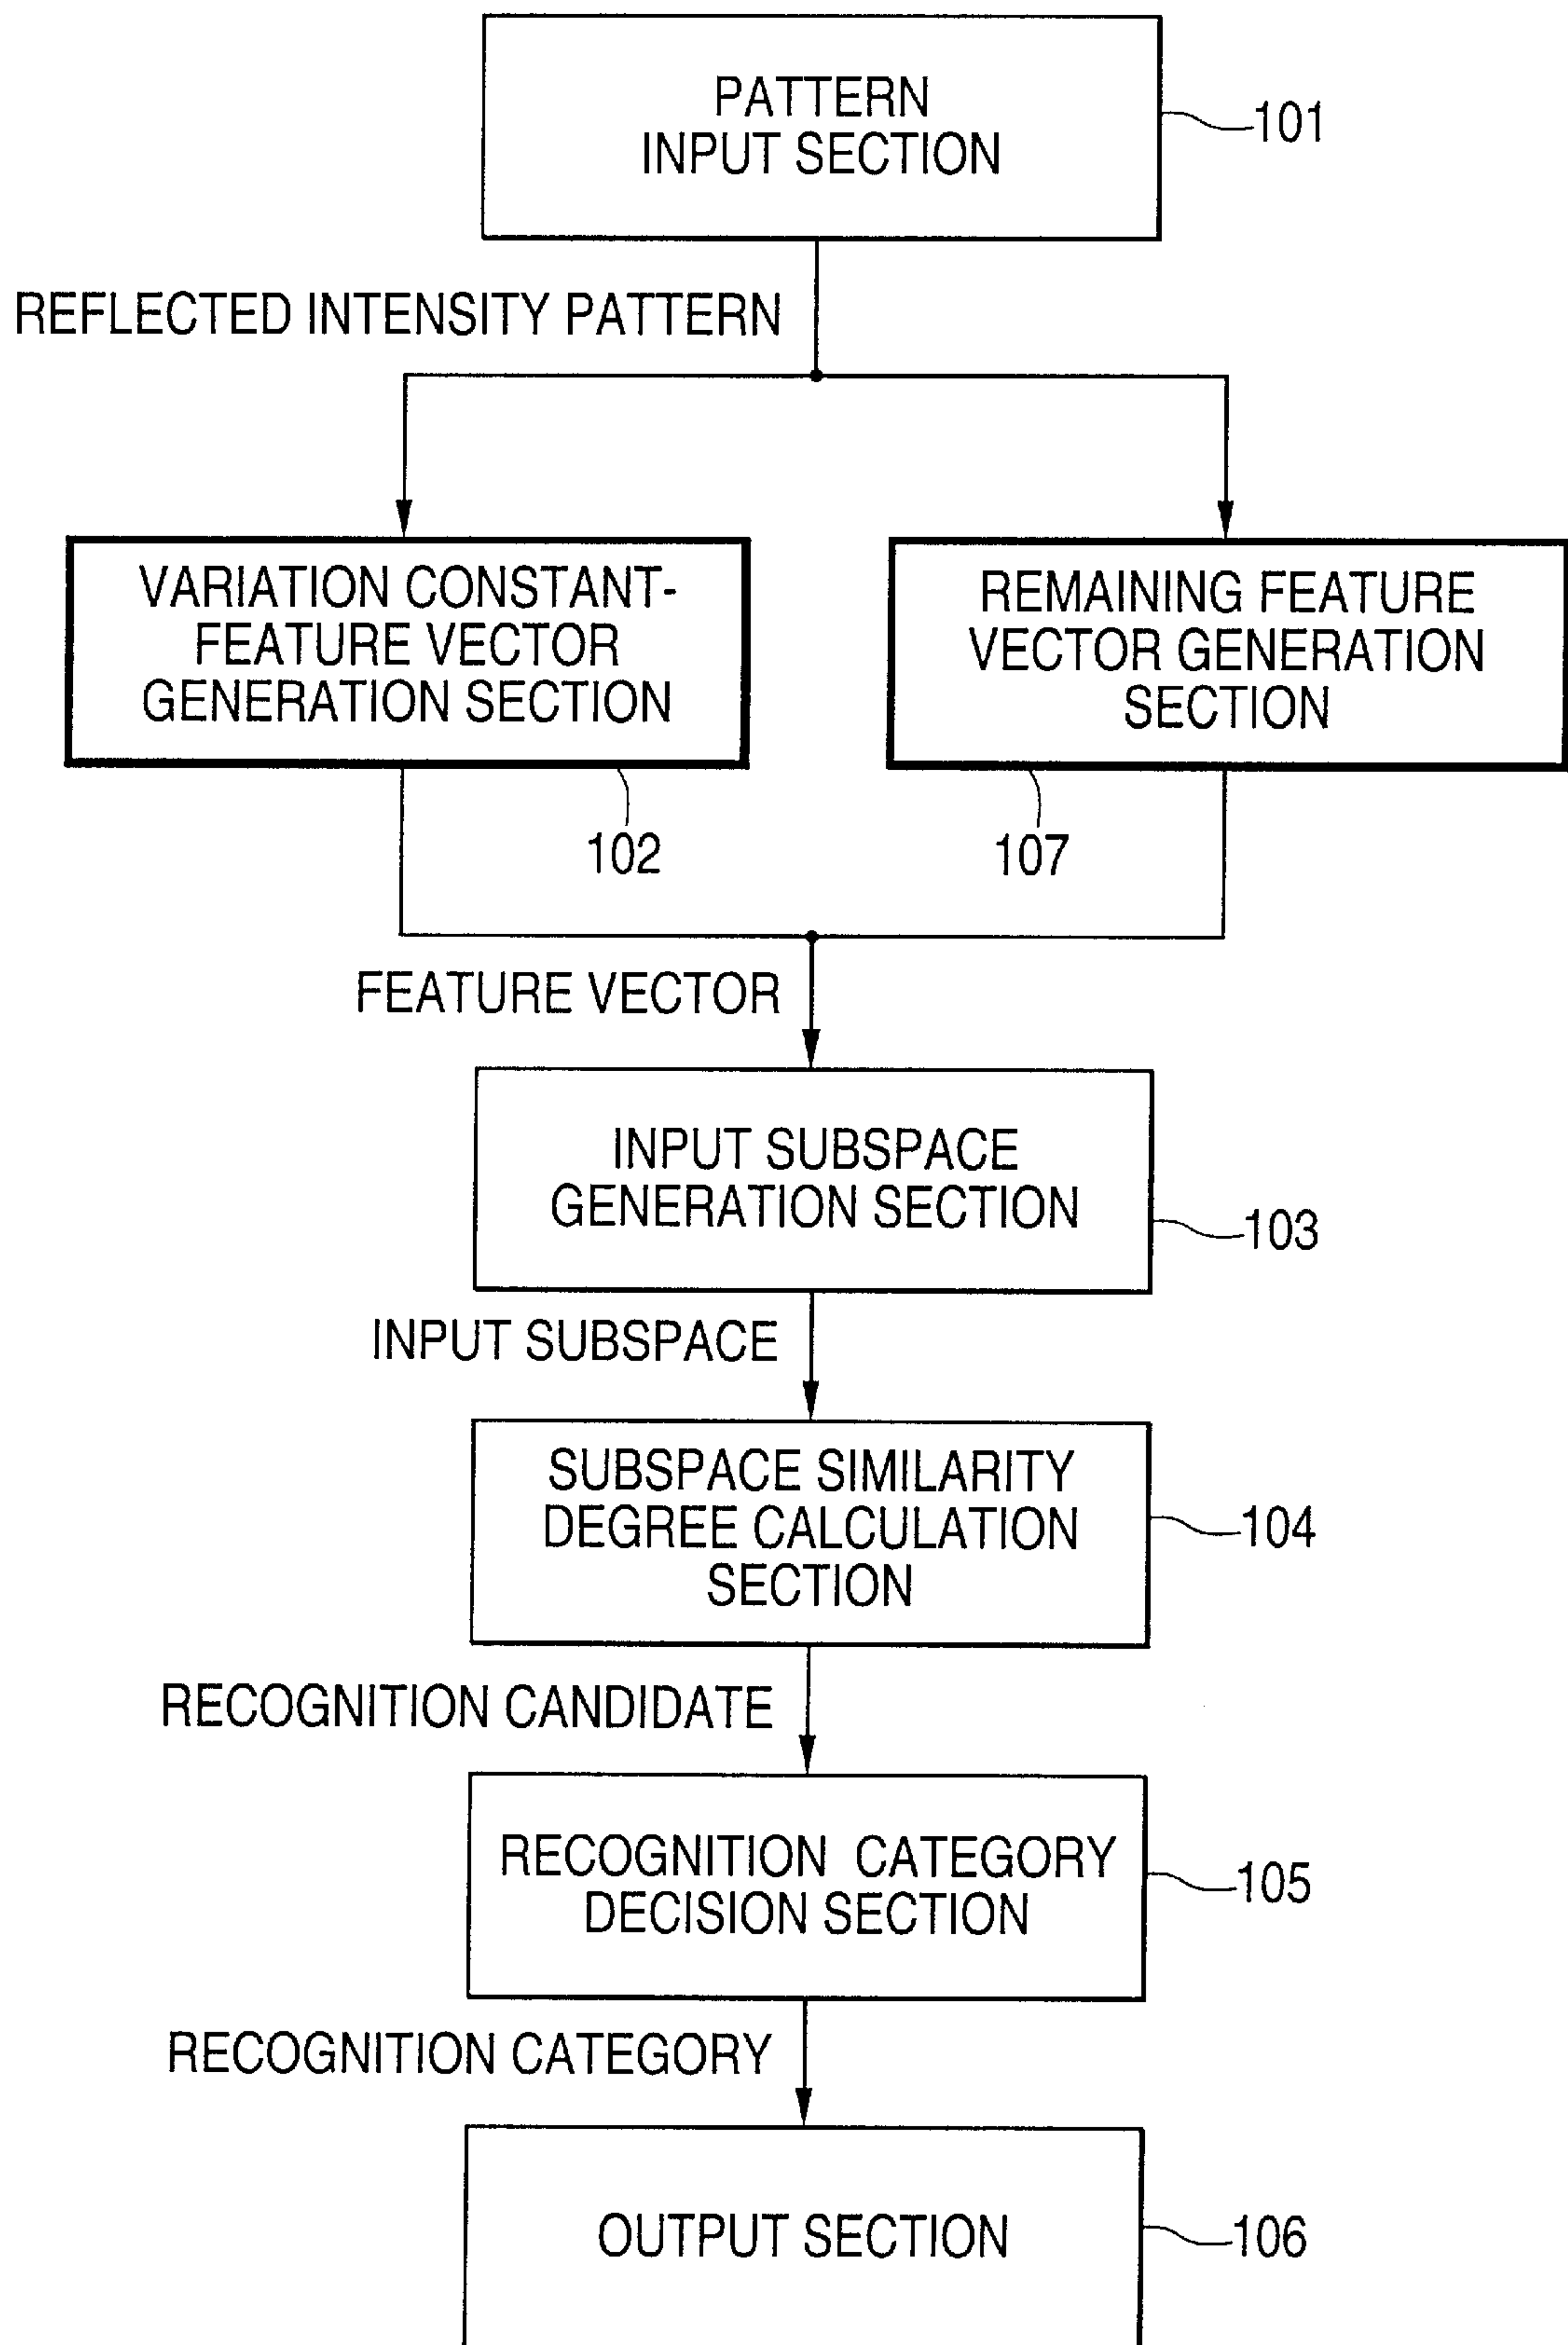 PATTERN
INPUT SECTION
101
REFLECTED INTENSITY PATTERN
VARIATION CONSTANT-
FEATURE VECTOR
GENERATION SECTION
REMAINING FEATURE
VECTOR GENERATION
SECTION
102
107
FEATURE VECTOR
INPUT SUBSPACE
GENERATION SECTION
103
INPUT SUBSPACE
SUBSPACE SIMILARITY
DEGREE CALCULATION
SECTION
104
RECOGNITION CANDIDATE
RECOGNITION CATEGORY
DECISION SECTION
105
RECOGNITION CATEGORY
OUTPUT SECTION
106